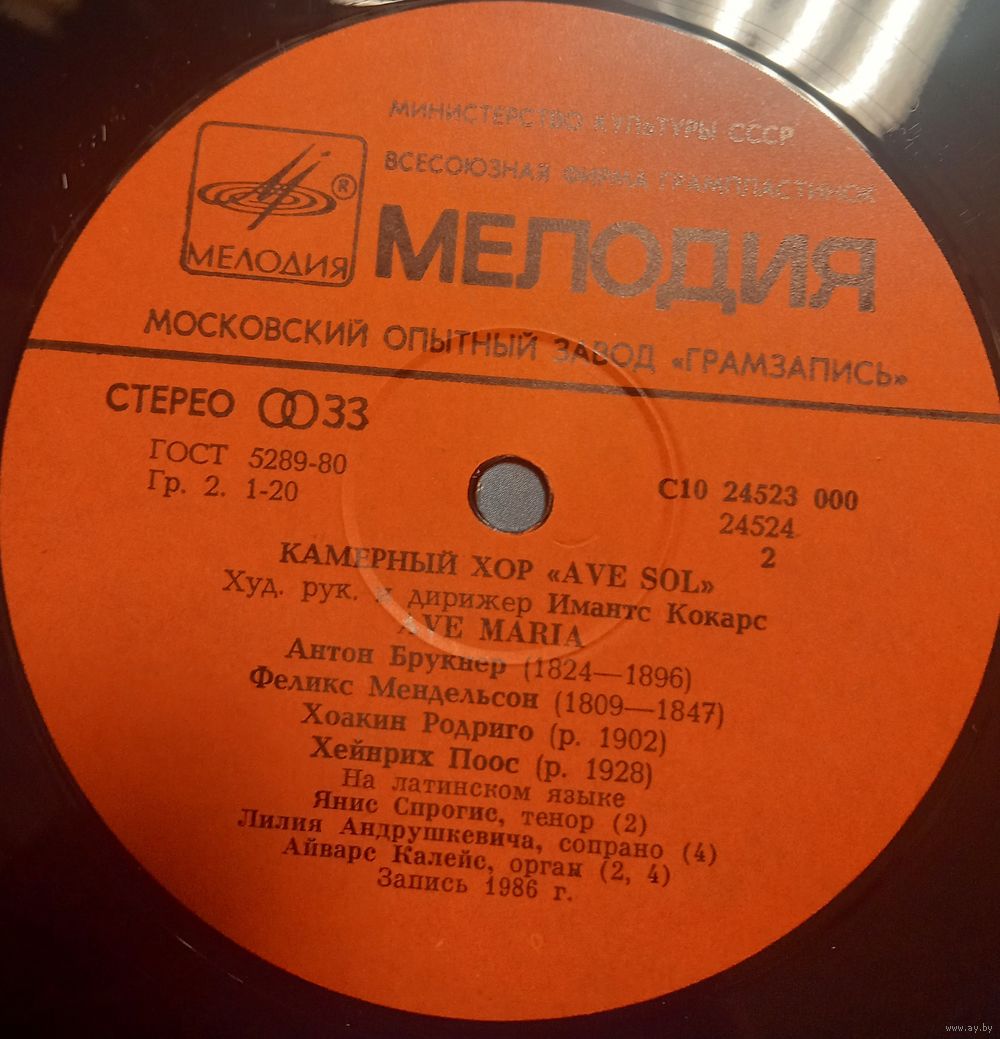 МИНИСТЕРСТВО КУЛЬТУРЫ СССР
ВСЕСОЮЗНАЯ ФИРМА ГРАМПЛАСТИНОК
МЕЛОДИЯ ®
МЕЛОДИЯ
МОСКОВСКИЙ ОПЫТНЫЙ ЗАВОД «ГРАМЗАПИСЬ»
СТЕРЕО 33
ГОСТ 5289-80
Гр. 2. 1-20
С10 24523 000
24524
2
КАМЕРНЫЙ ХОР «AVE SOL»
Худ. рук. и дирижер Имантс Кокарс
AVE MARIA
Антон Брукнер (1824—1896)
Феликс Мендельсон (1809—1847)
Хоакин Родриго (р. 1902)
Хейнрих Поос (р. 1928)
На латинском языке
Янис Спрогис, тенор (2)
Лилия Андрушкевича, сопрано (4)
Айварс Калейс, орган (2, 4)
Запись 1986 г.
www.ay.by